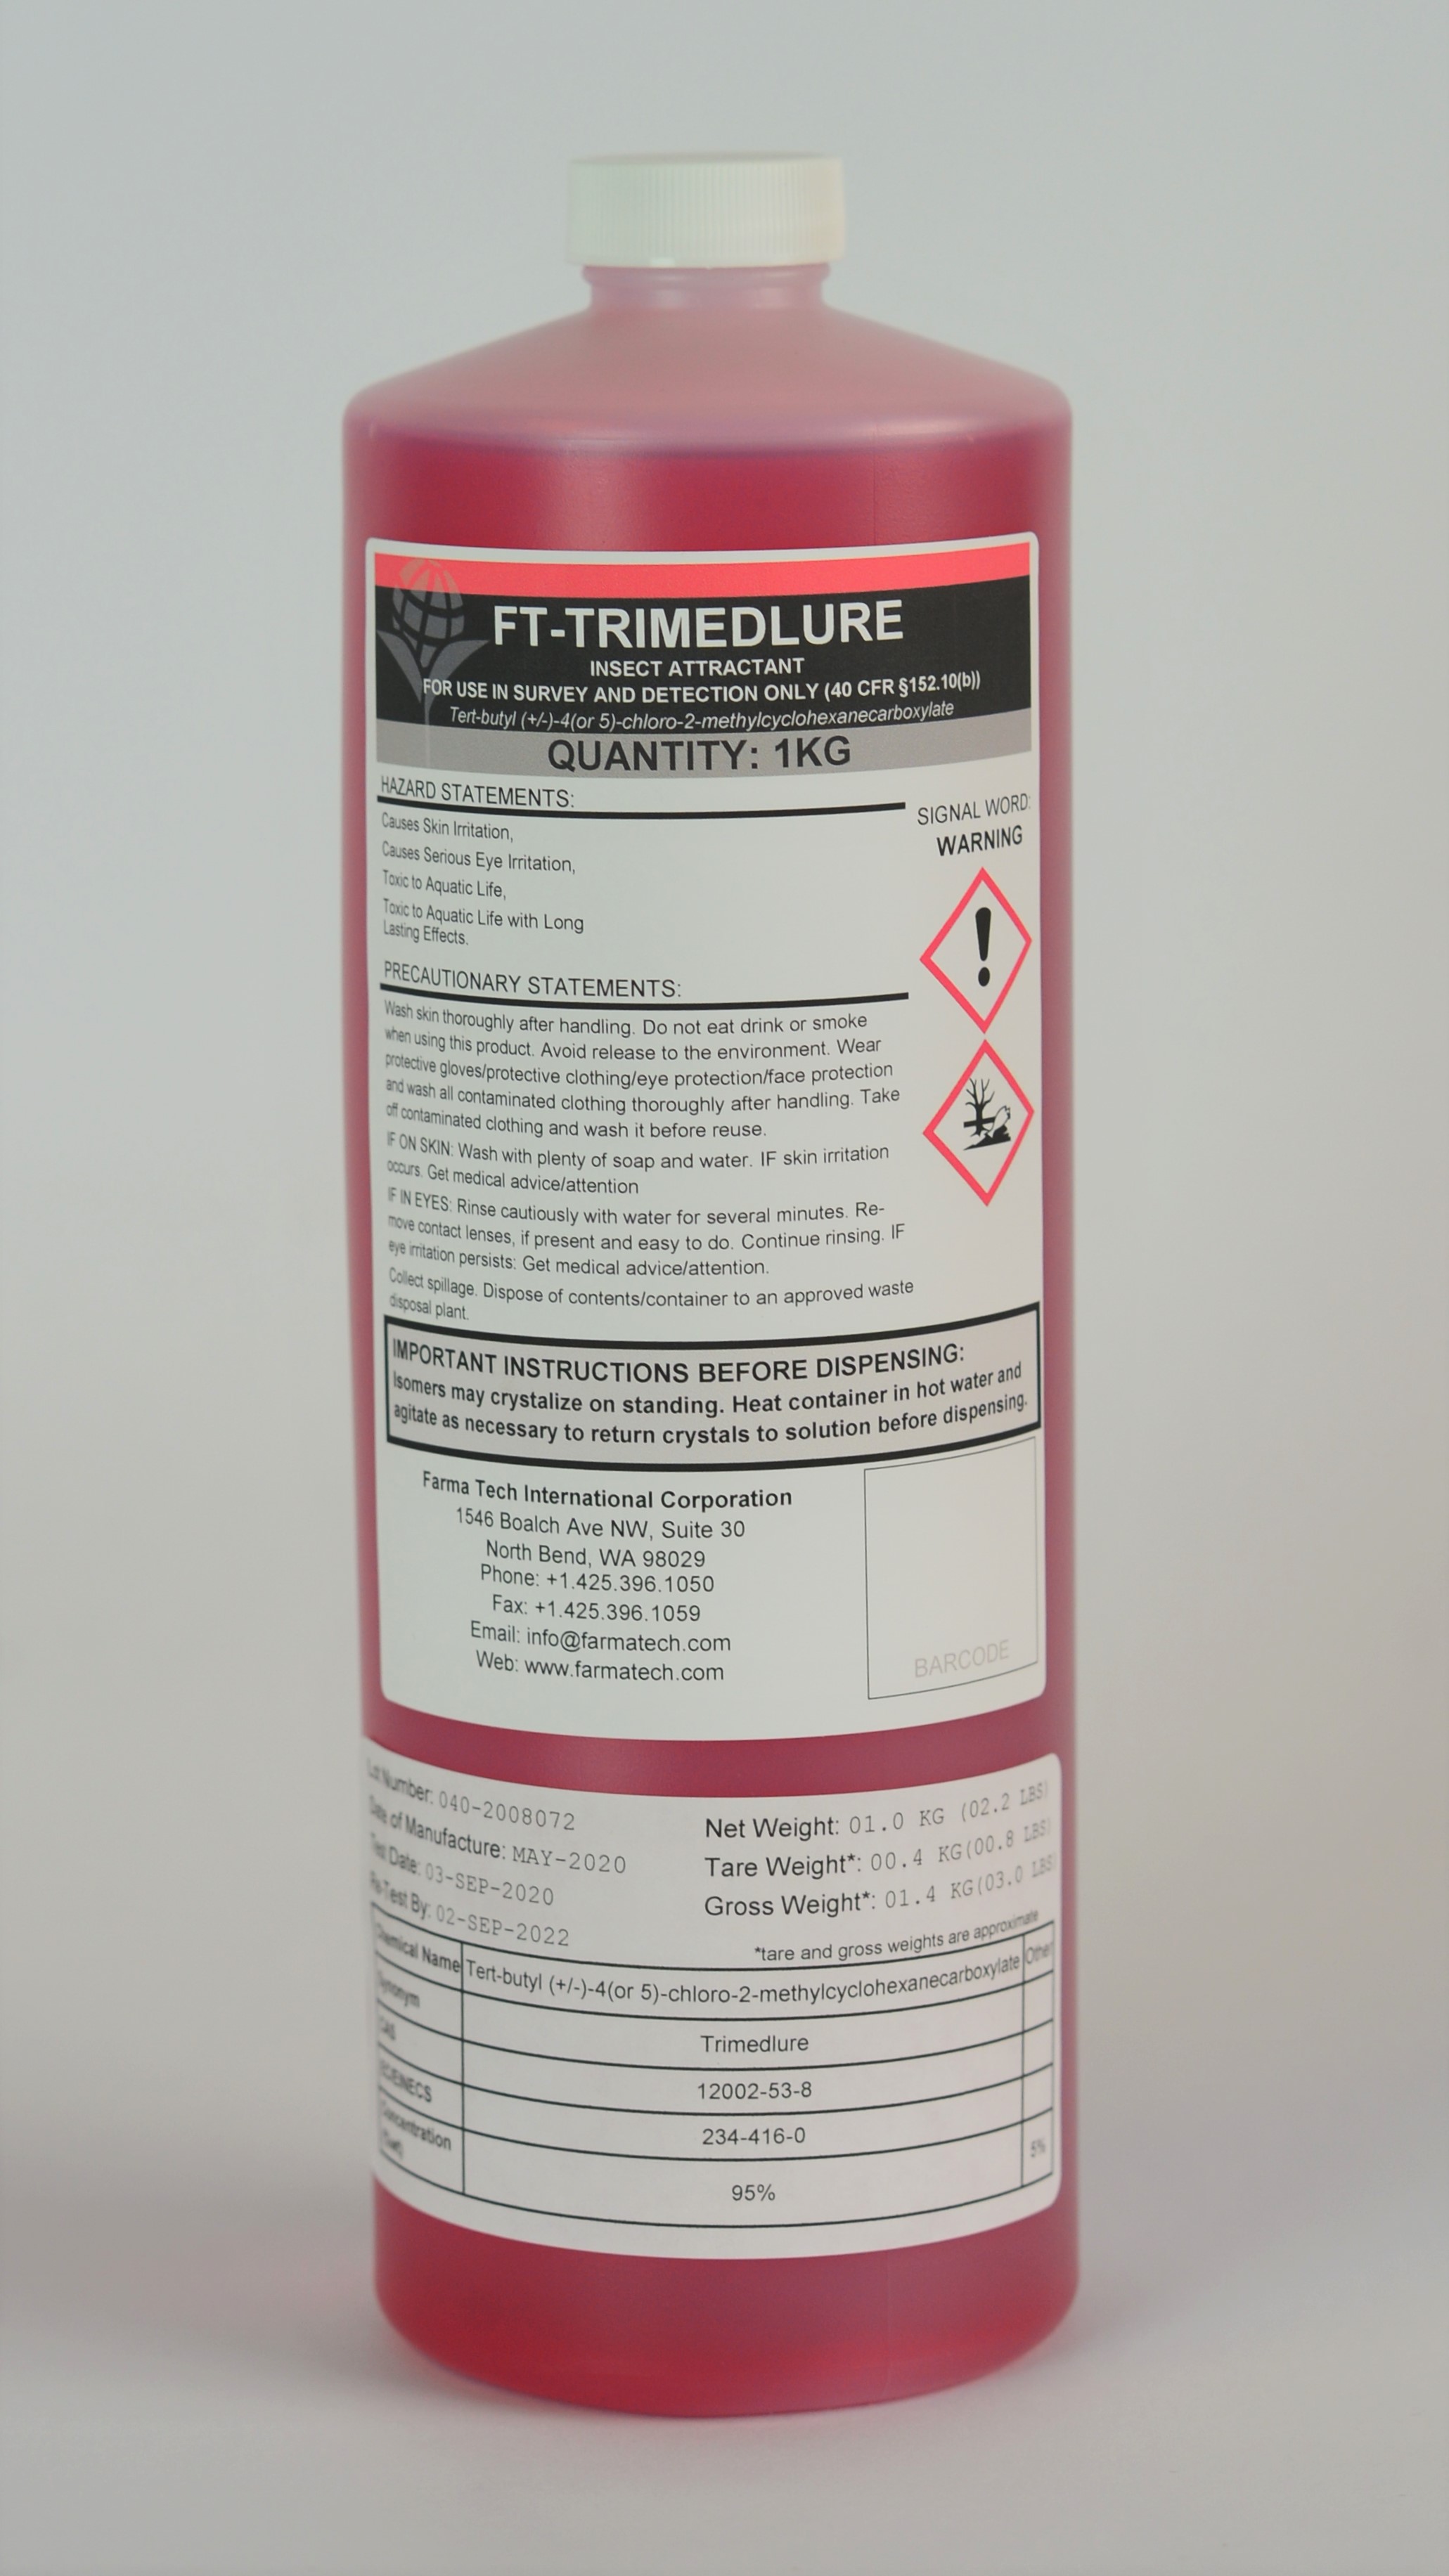 FT-TRIMEDLURE
INSECT ATTRACTANT
FOR USE IN SURVEY AND DETECTION ONLY (40 CFR §152.10(b))
Tert-butyl (+/-)-4(or 5)-chloro-2-methylcyclohexanecarboxylate
QUANTITY: 1KG
HAZARD STATEMENTS:
Causes Skin Irritation,
Causes Serious Eye Irritation,
Toxic to Aquatic Life,
Toxic to Aquatic Life with Long
Lasting Effects.
SIGNAL WORD:
WARNING
PRECAUTIONARY STATEMENTS:
Wash skin thoroughly after handling. Do not eat drink or smoke
when using this product. Avoid release to the environment. Wear
protective gloves/protective clothing/eye protection/face protection
and wash all contaminated clothing thoroughly after handling. Take
off contaminated clothing and wash it before reuse.
IF ON SKIN: Wash with plenty of soap and water. IF skin irritation
occurs. Get medical advice/attention
IF IN EYES: Rinse cautiously with water for several minutes. Re-
move contact lenses, if present and easy to do. Continue rinsing. IF
eye irritation persists: Get medical advice/attention.
Collect spillage. Dispose of contents/container to an approved waste
disposal plant.
IMPORTANT INSTRUCTIONS BEFORE DISPENSING:
Isomers may crystalize on standing. Heat container in hot water and
agitate as necessary to return crystals to solution before dispensing.
Farma Tech International Corporation
1546 Boalch Ave NW, Suite 30
North Bend, WA 98029
Phone: +1.425.396.1050
Fax: +1.425.396.1059
Email: info@farmatech.com
Web: www.farmatech.com
BARCODE
Lot Number: 040-2008072
Date of Manufacture: MAY-2020
Test Date: 03-SEP-2020
Re-Test By: 02-SEP-2022
Net Weight: 01.0 KG (02.2 LBS)
Tare Weight*: 00.4 KG(00.8 LBS)
Gross Weight*: 01.4 KG(03.0 LBS)
*tare and gross weights are approximate
Chemical Name Tert-butyl (+/-)-4(or 5)-chloro-2-methylcyclohexanecarboxylate Other
Synonym Trimedlure
CAS 12002-53-8
EC/EINECS 234-416-0
Concentration 95% 5%